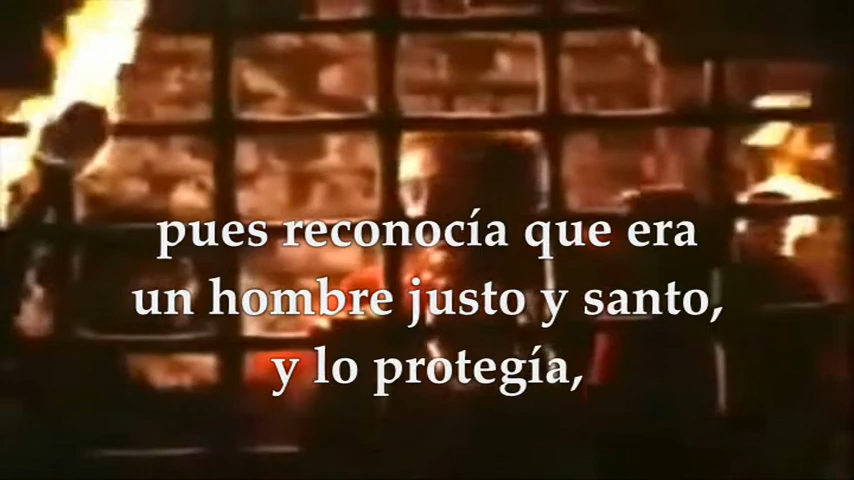 pues reconocía que era
un hombre justo y santo,
y lo protegía,